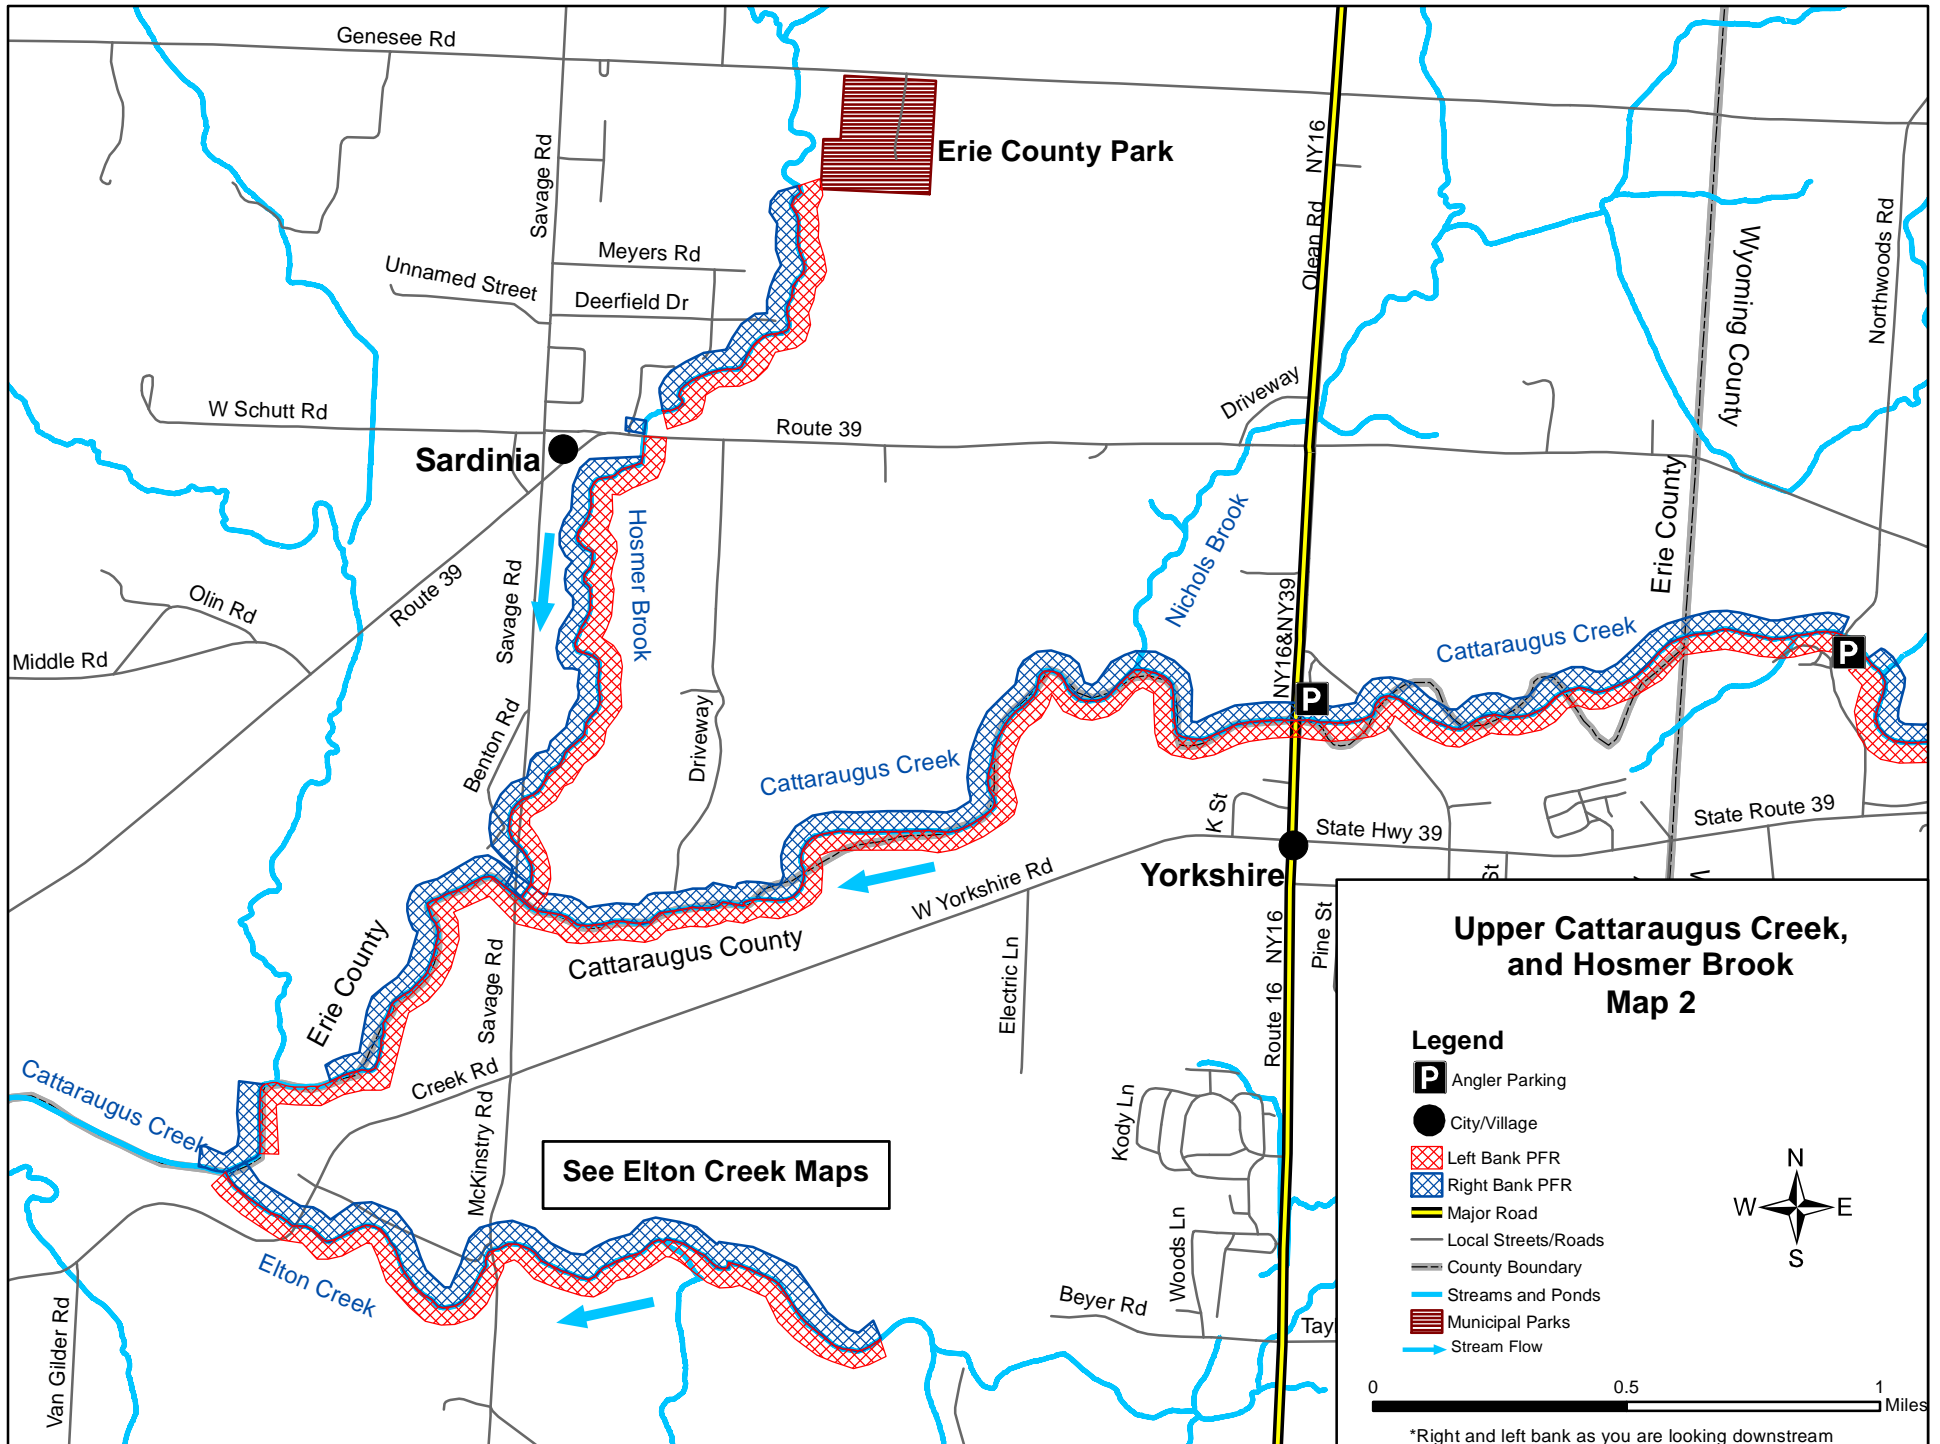 Genesee Rd
Erie County Park
Savage Rd
NY16
Olean Rd
Meyers Rd
Unnamed Street
Deerfield Dr
Wyoming County
Northwoods Rd
Driveway
W Schutt Rd
Route 39
Sardinia
Hosmer Brook
Nichols Brook
Erie County
Savage Rd
Route 39
Olin Rd
Middle Rd
NY16&NY39
Cattaraugus Creek
P
P
Benton Rd
Driveway
Cattaraugus Creek
K St
State Hwy 39
State Route 39
Yorkshire
W Yorkshire Rd
St
Cattaraugus County
Erie County
Savage Rd
Electric Ln
Route 16
NY16
Pine St
Creek Rd
Cattaraugus Creek
McKinstry Rd
Kody Ln
See Elton Creek Maps
Elton Creek
Woods Ln
Beyer Rd
Tayl
Van Gilder Rd
Upper Cattaraugus Creek,
and Hosmer Brook
Map 2
Legend
P Angler Parking
City/Village
Left Bank PFR
Right Bank PFR
Major Road
Local Streets/Roads
County Boundary
Streams and Ponds
Municipal Parks
Stream Flow
N
W E
S
0 0.5 1
Miles
*Right and left bank as you are looking downstream